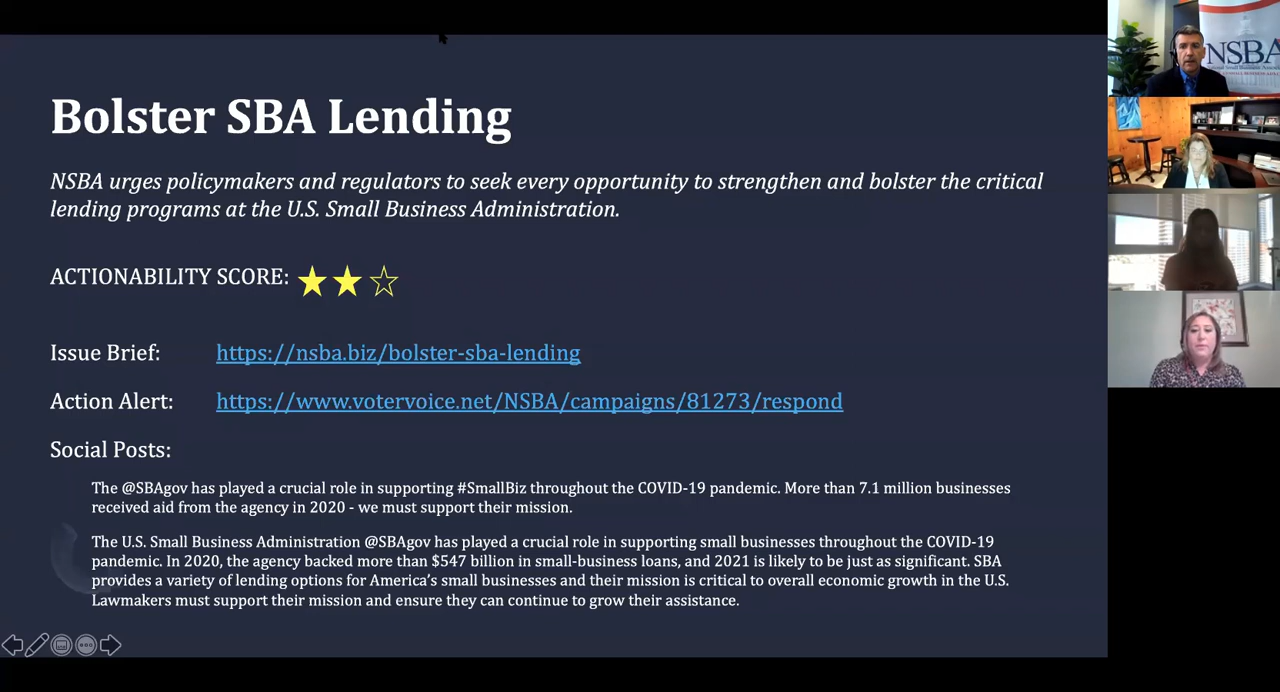 Bolster SBA Lending
NSBA urges policymakers and regulators to seek every opportunity to strengthen and bolster the critical
lending programs at the U.S. Small Business Administration.
ACTIONABILITY SCORE:
Issue Brief: https://nsba.biz/bolster-sba-lending
Action Alert: https://www.votervoice.net/NSBA/campaigns/81273/respond
Social Posts:
The @SBAgov has played a crucial role in supporting #SmallBiz throughout the COVID-19 pandemic. More than 7.1 million businesses
received aid from the agency in 2020 - we must support their mission.
The U.S. Small Business Administration @SBAgov has played a crucial role in supporting small businesses throughout the COVID-19
pandemic. In 2020, the agency backed more than $547 billion in small-business loans, and 2021 is likely to be just as significant. SBA
provides a variety of lending options for America's small businesses and their mission is critical to overall economic growth in the U.S.
Lawmakers must support their mission and ensure they can continue to grow their assistance.
NSBA